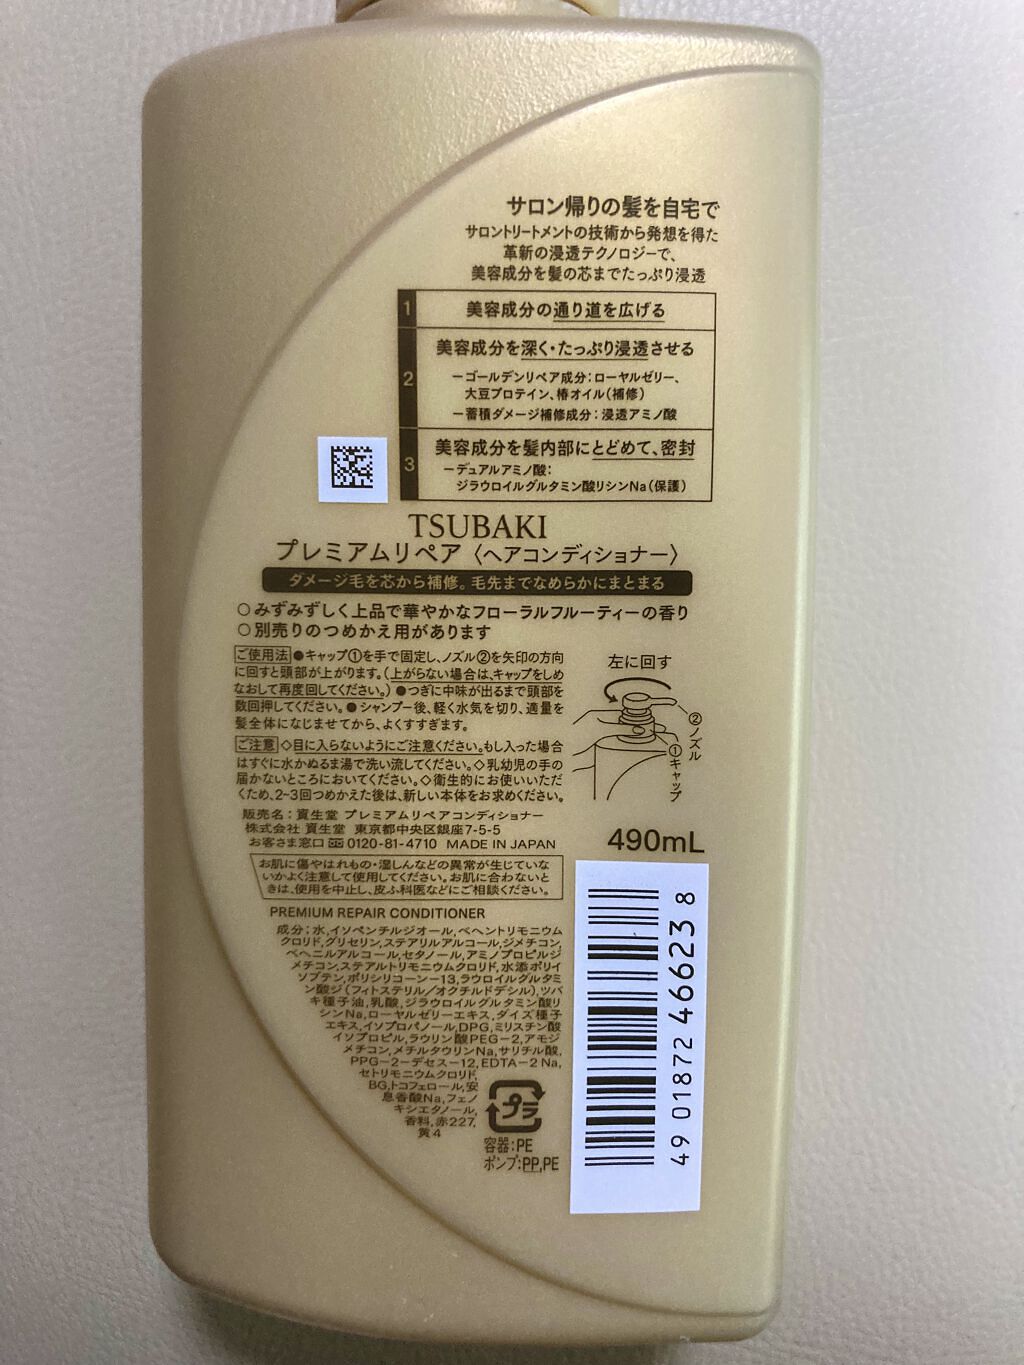 サロン帰りの髪を自宅で
サロントリートメントの技術から発想を得た
革新の浸透テクノロジーで、
美容成分を髪の芯までたっぷり浸透
1 美容成分の通り道を広げる
2 美容成分を深く・たっぷり浸透させる
－ゴールデンリペア成分：ローヤルゼリー、
大豆プロテイン、椿オイル（補修）
－蓄積ダメージ補修成分：浸透アミノ酸
3 美容成分を髪内部にとどめて、密封
－デュアルアミノ酸：
ジラウロイルグルタミン酸リシンNa（保護）
TSUBAKI
プレミアムリペア〈ヘアコンディショナー〉
ダメージ毛を芯から補修。毛先までなめらかにまとまる
○みずみずしく上品で華やかなフローラルフルーティーの香り
○別売りのつめかえ用があります
ご使用法 ●キャップ①を手で固定し、ノズル②を矢印の方向
に回すと頭部が上がります。（上がらない場合は、キャップをしめ
なおして再度回してください。）●つぎに中味が出るまで頭部を
数回押してください。●シャンプー後、軽く水気を切り、適量を
髪全体になじませてから、よくすすぎます。
左に回す
②ノズル
①キャップ
ご注意 ◇目に入らないようにご注意ください。もし入った場合
はすぐに水かぬるま湯で洗い流してください。◇乳幼児の手の
届かないところにおいてください。◇衛生的にお使いいただ
くため、2~3回つめかえた後は、新しい本体をお求めください。
販売名：資生堂 プレミアムリペアコンディショナー
株式会社 資生堂 東京都中央区銀座7-5-5
お客さま窓口 0120-81-4710 MADE IN JAPAN
490mL
お肌に傷やはれもの・湿しんなどの異常が生じていな
いかよく注意して使用してください。お肌に合わないと
きは、使用を中止し、皮ふ科医などにご相談ください。
PREMIUM REPAIR CONDITIONER
成分：水,イソペンチルジオール,ベヘントリモニウム
クロリド,グリセリン,ステアリルアルコール,ジメチコン,
ベヘニルアルコール,セタノール,アミノプロピルジ
メチコン,ステアルトリモニウムクロリド,水添ポリイ
ソブテン,ポリシリコーン-13,ラウロイルグルタミ
ン酸ジ（フィトステリル／オクチルドデシル）,ツバ
キ種子油,乳酸,ジラウロイルグルタミン酸リ
シンNa,ローヤルゼリーエキス,ダイズ種子
エキス,イソプロパノール,DPG,ミリスチン酸
イソプロピル,ラウリン酸PEG-2,アモジ
メチコン,メチルタウリンNa,サリチル酸,
PPG-2-デセス-12,EDTA-2Na,
セトリモニウムクロリド,
BG,トコフェロール,安
息香酸Na,フェノ
キシエタノール,
香料,赤227,
黄4
プラ
容器：PE
ポンプ：PP,PE
49 01872 46623 8